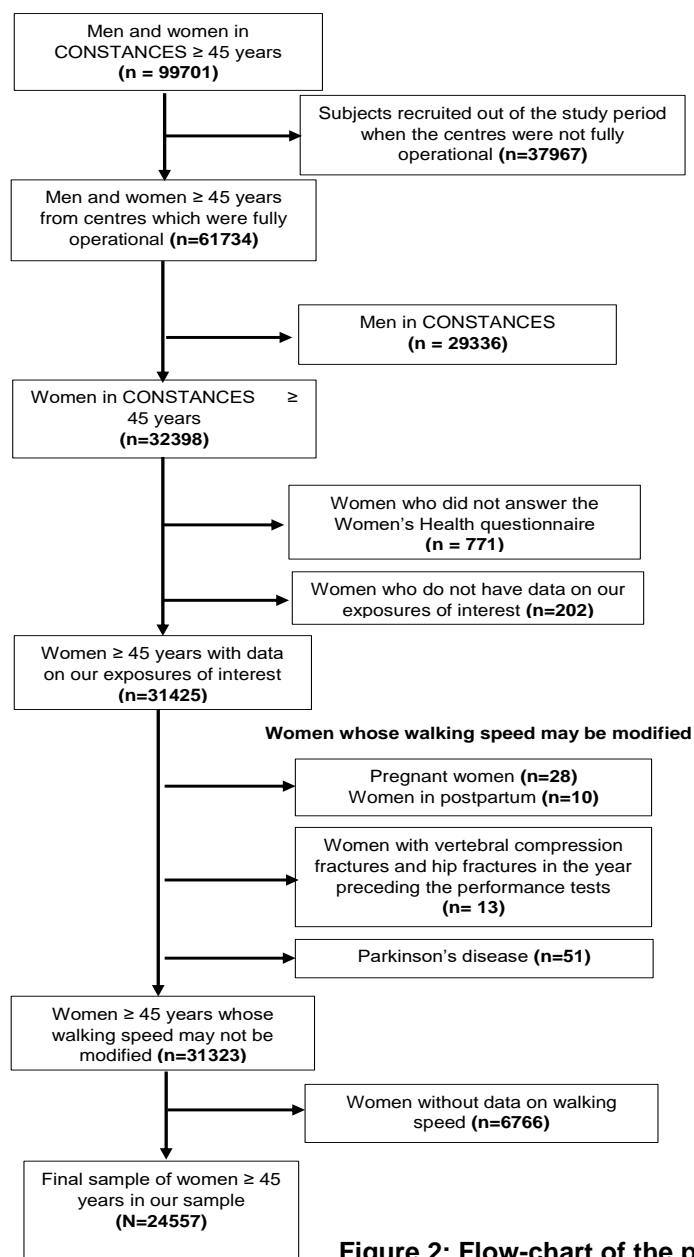 Men and women in
CONSTANCES ≥ 45 years
(n = 99701)
Subjects recruited out of the study period
when the centres were not fully
operational (n=37967)
Men and women ≥ 45 years
from centres which were fully
operational (n=61734)
Men in CONSTANCES
(n = 29336)
Women in CONSTANCES ≥
45 years
(n=32398)
Women who did not answer the
Women's Health questionnaire
(n = 771)
Women who do not have data on our
exposures of interest (n=202)
Women ≥ 45 years with data
on our exposures of interest
(n=31425)
Women whose walking speed may be modified
Pregnant women (n=28)
Women in postpartum (n=10)
Women with vertebral compression
fractures and hip fractures in the year
preceding the performance tests
(n= 13)
Parkinson's disease (n=51)
Women ≥ 45 years whose
walking speed may not be
modified (n=31323)
Women without data on walking
speed (n=6766)
Final sample of women ≥ 45
years in our sample
(N=24557)
Figure 2: Flow-chart of the